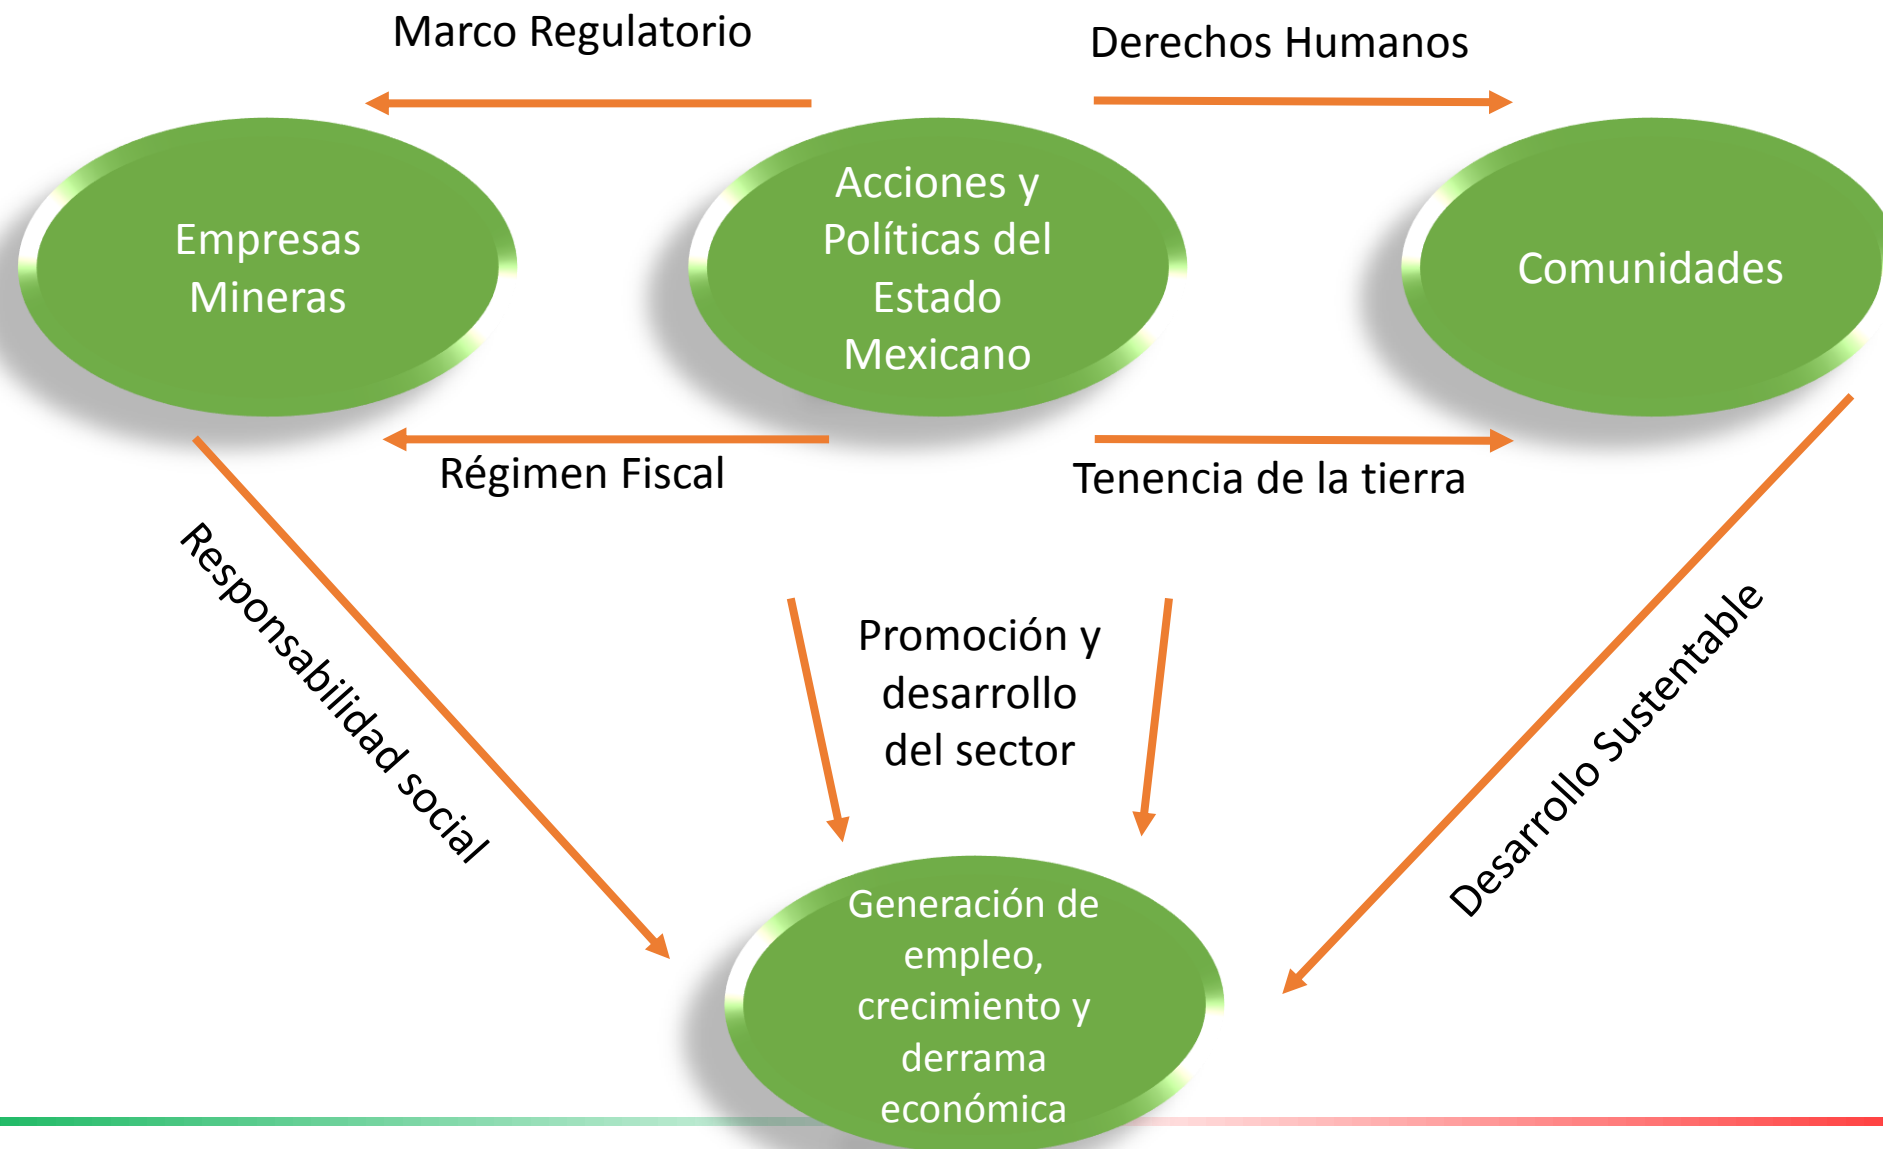 Marco Regulatorio
Derechos Humanos
Empresas
Mineras
Acciones y
Políticas del
Estado
Mexicano
Comunidades
Régimen Fiscal
Tenencia de la tierra
Responsabilidad social
Promoción y
desarrollo
del sector
Desarrollo Sustentable
Generación de
empleo,
crecimiento y
derrama
económica